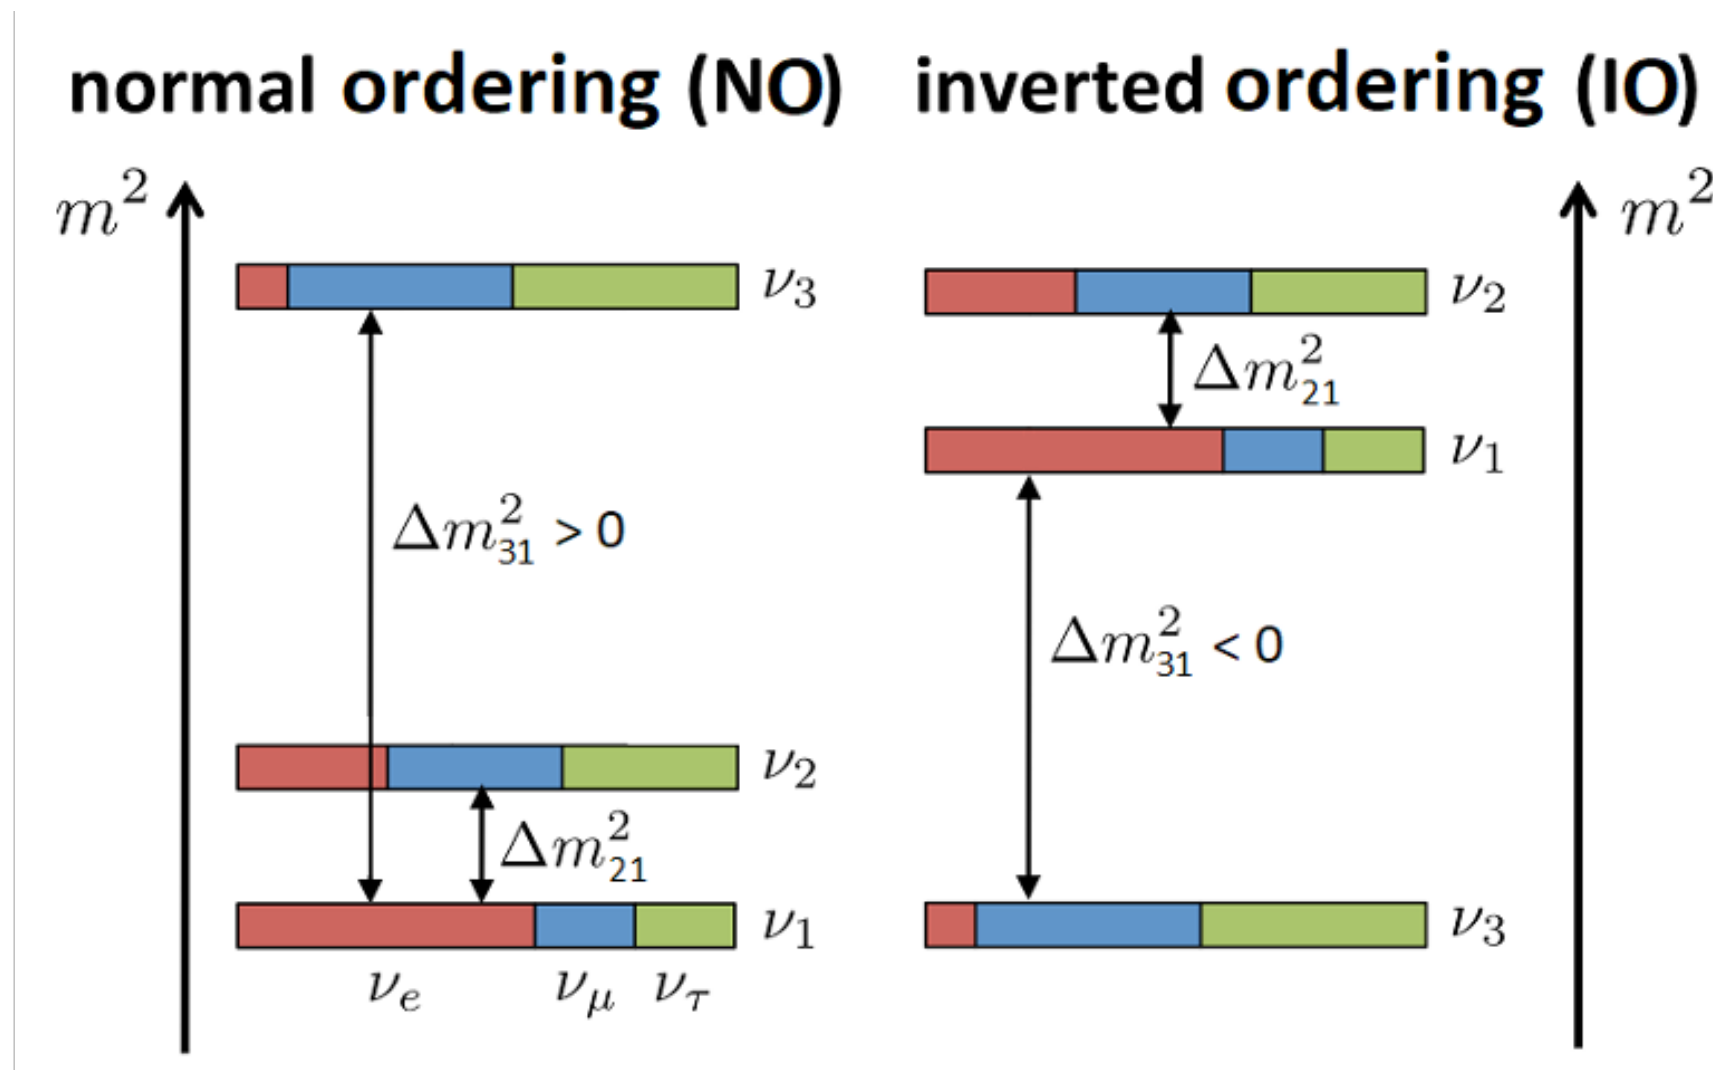 normal ordering (NO)
m²
ν₃
Δm²₃₁ > 0
ν₂
Δm²₂₁
ν₁
νₑ ν_μ ν_τ
inverted ordering (IO)
m²
ν₂
Δm²₂₁
ν₁
Δm²₃₁ < 0
ν₃